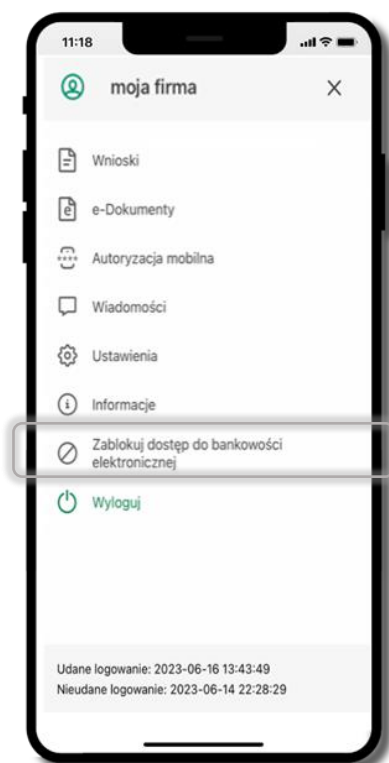 11:18
moja firma
Wnioski
e-Dokumenty
Autoryzacja mobilna
Wiadomości
Ustawienia
Informacje
Zablokuj dostęp do bankowości
elektronicznej
Wyloguj
Udane logowanie: 2023-06-16 13:43:49
Nieudane logowanie: 2023-06-14 22:28:29